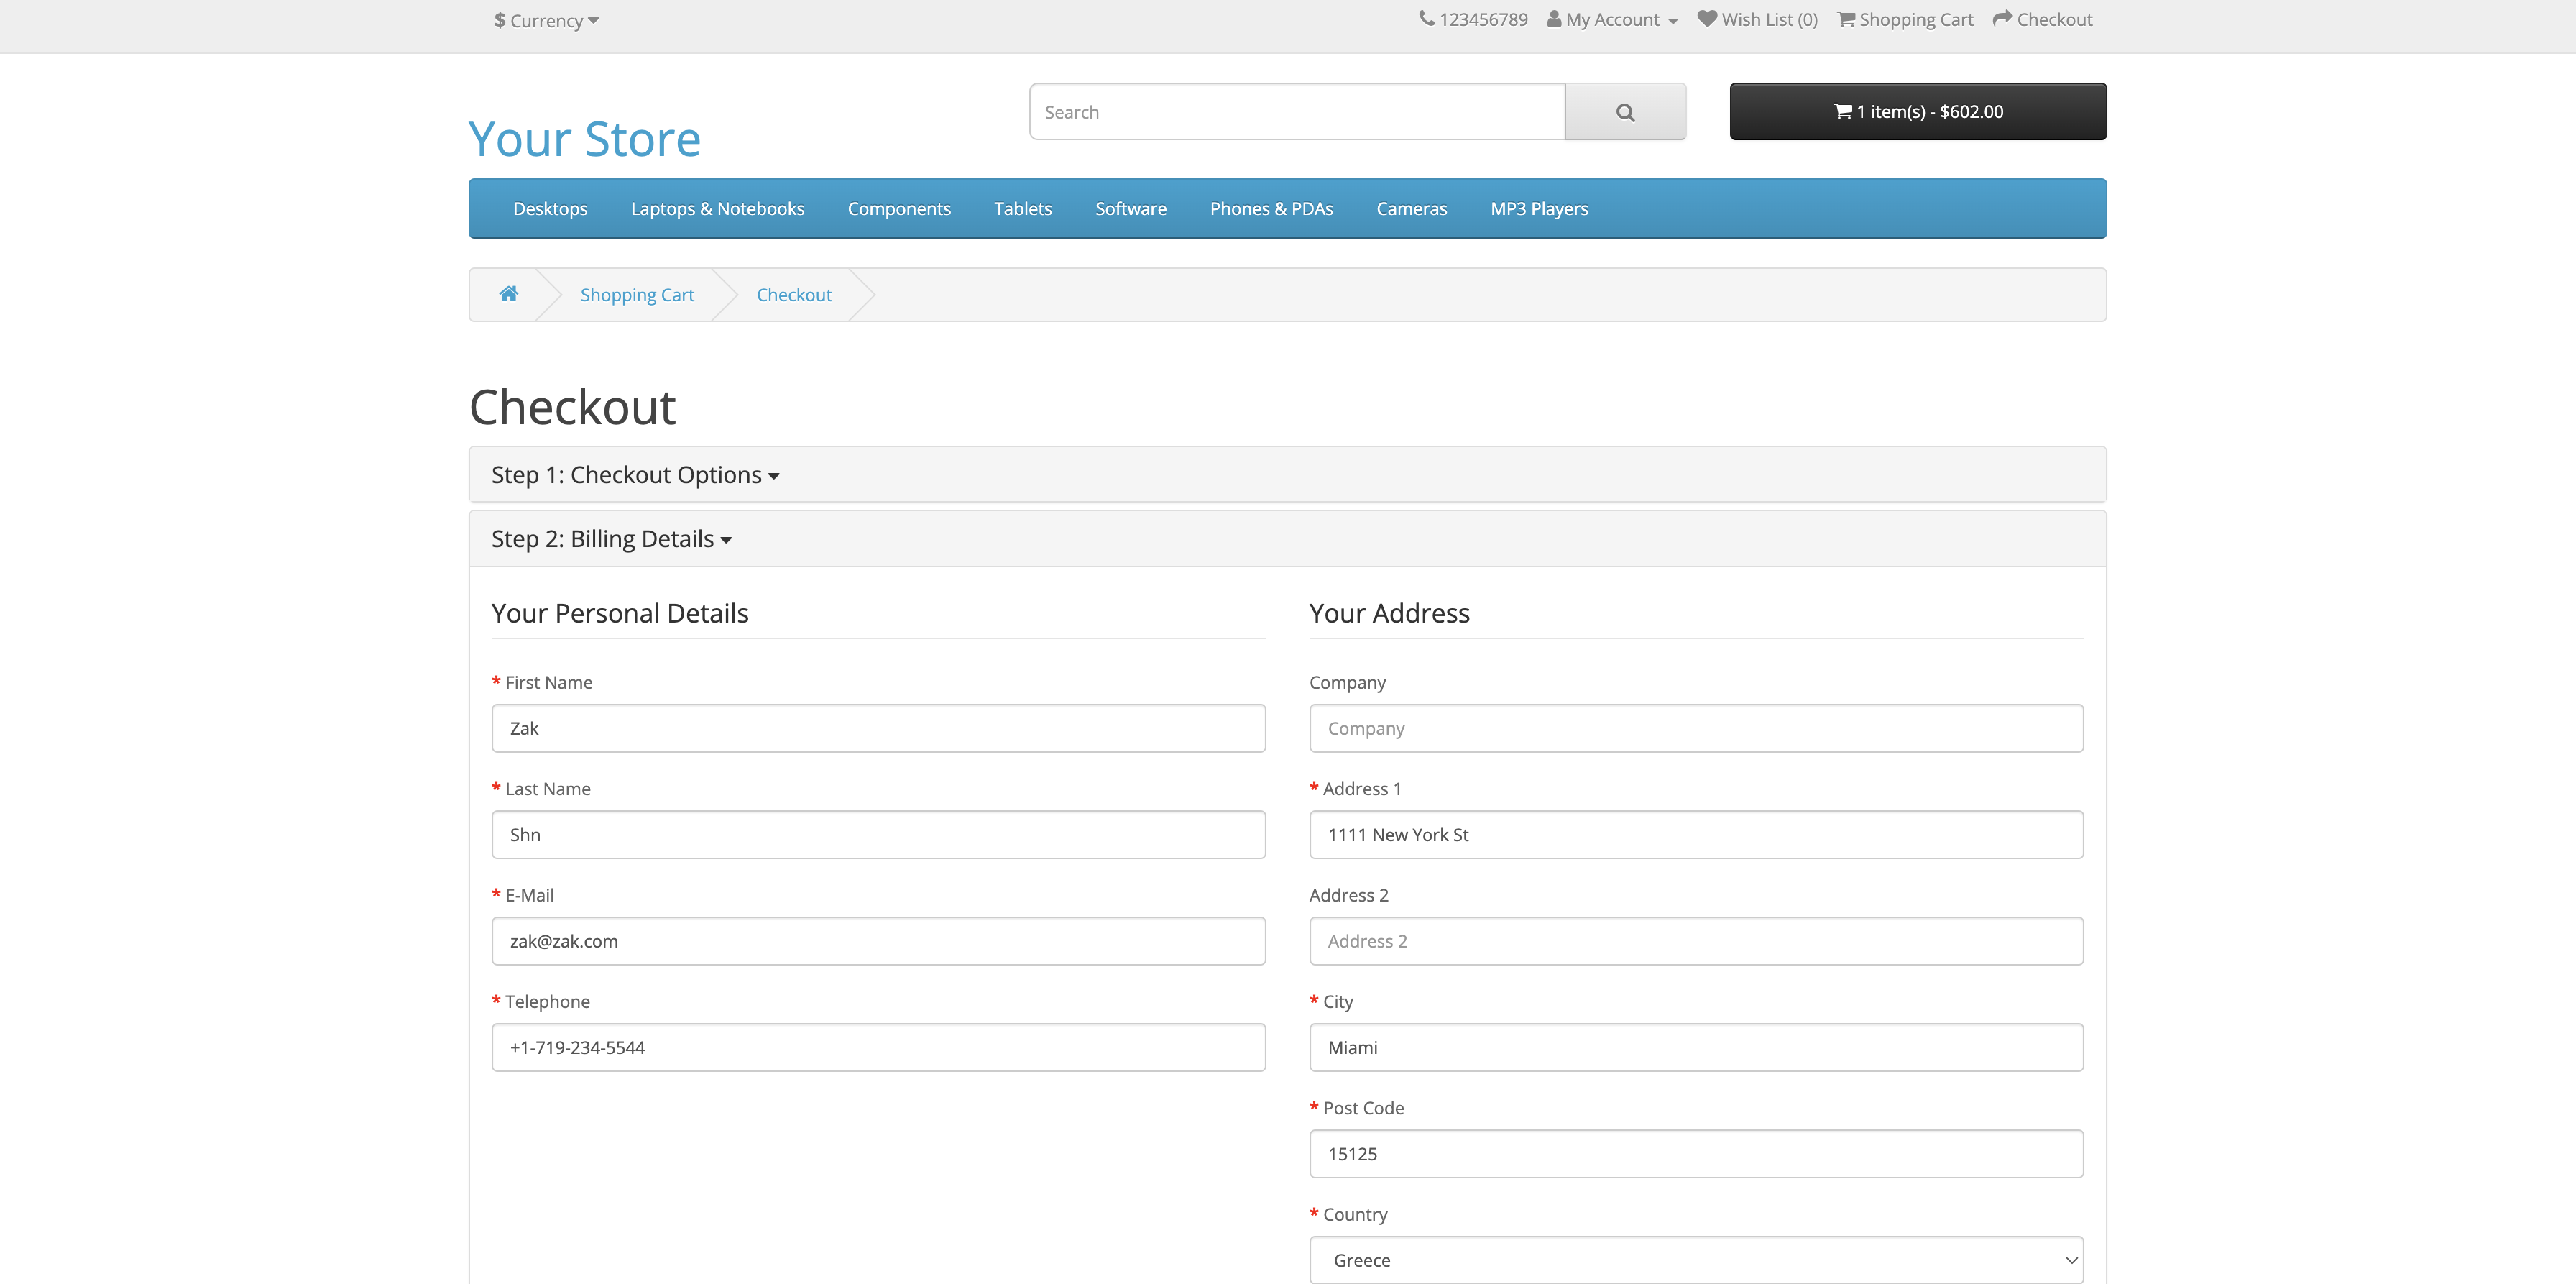 $ Currency
123456789 My Account Wish List (0) Shopping Cart Checkout
Your Store
Search
1 item(s) - $602.00
Desktops Laptops & Notebooks Components Tablets Software Phones & PDAs Cameras MP3 Players
Shopping Cart Checkout
Checkout
Step 1: Checkout Options
Step 2: Billing Details
Your Personal Details
* First Name
Zak
* Last Name
Shn
* E-Mail
zak@zak.com
* Telephone
+1-719-234-5544
Your Address
Company
Company
* Address 1
1111 New York St
Address 2
Address 2
* City
Miami
* Post Code
15125
* Country
Greece